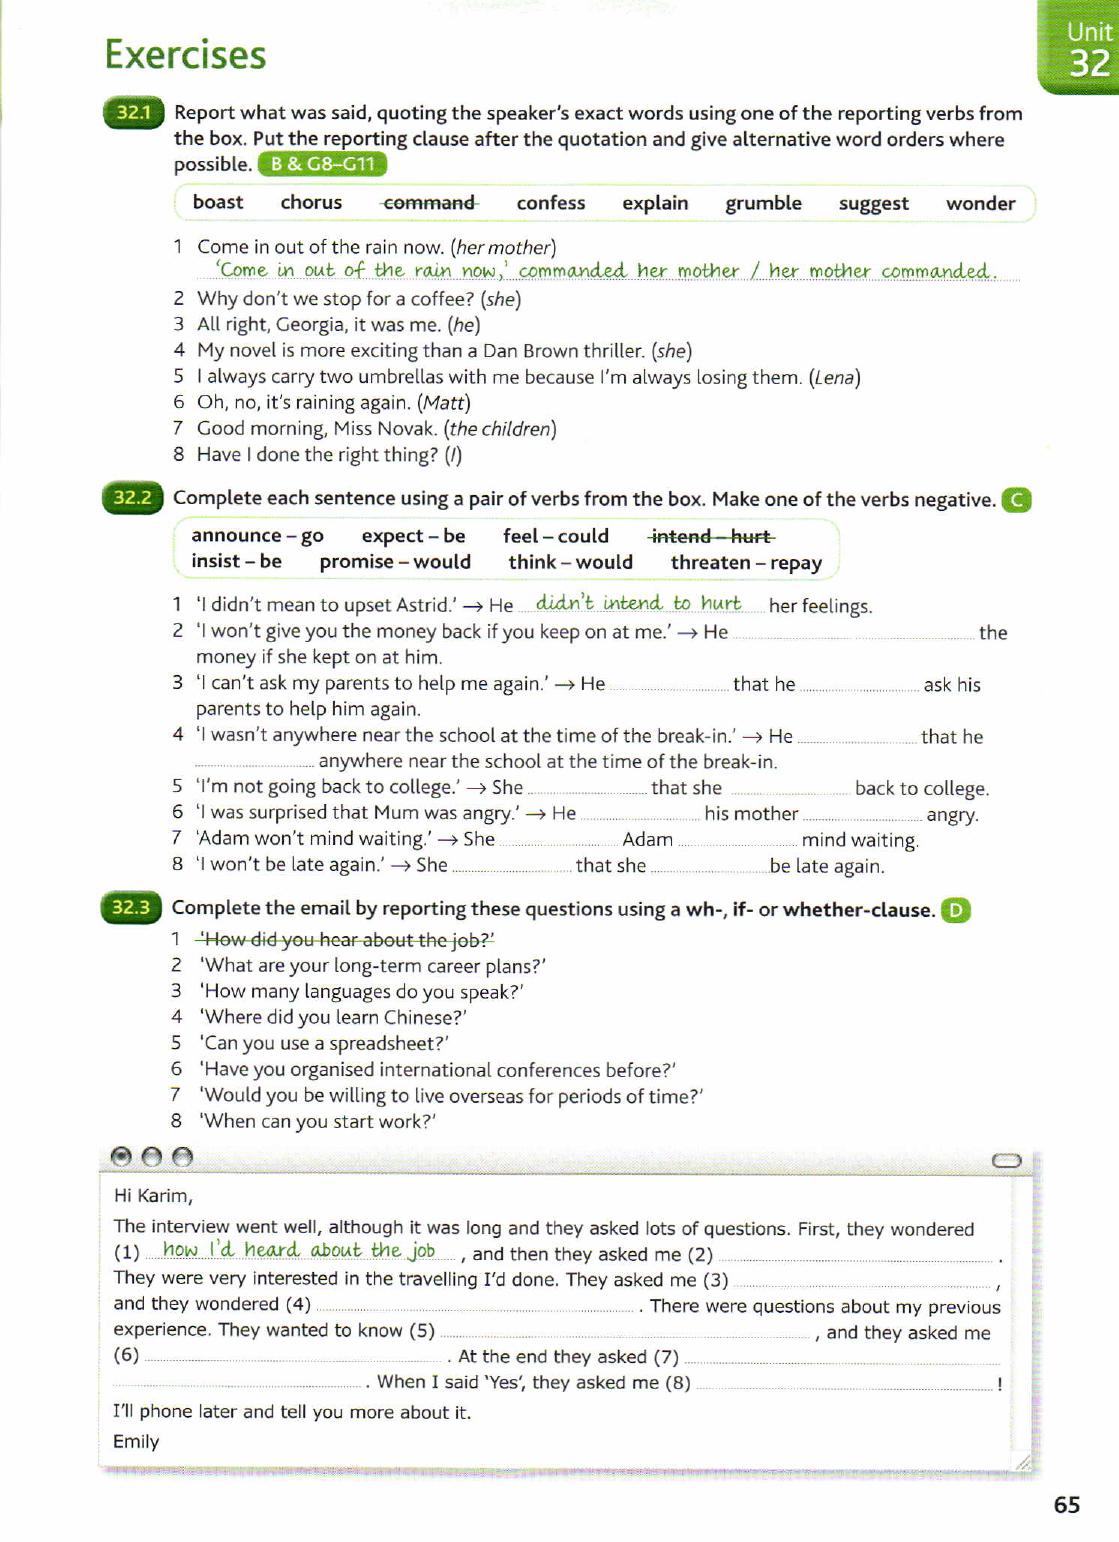 Unit
32
Exercises
32.1 Report what was said, quoting the speaker's exact words using one of the reporting verbs from
the box. Put the reporting clause after the quotation and give alternative word orders where
possible. B & G8–G11
boast chorus command confess explain grumble suggest wonder
1 Come in out of the rain now. (her mother)
'Come in out of the rain now,' commanded her mother / her mother commanded.
2 Why don't we stop for a coffee? (she)
3 All right, Georgia, it was me. (he)
4 My novel is more exciting than a Dan Brown thriller. (she)
5 I always carry two umbrellas with me because I'm always losing them. (Lena)
6 Oh, no, it's raining again. (Matt)
7 Good morning, Miss Novak. (the children)
8 Have I done the right thing? (I)
32.2 Complete each sentence using a pair of verbs from the box. Make one of the verbs negative. C
announce – go expect – be feel – could intend – hurt
insist – be promise – would think – would threaten – repay
1 'I didn't mean to upset Astrid.' → He didn't intend to hurt her feelings.
2 'I won't give you the money back if you keep on at me.' → He the
money if she kept on at him.
3 'I can't ask my parents to help me again.' → He that he ask his
parents to help him again.
4 'I wasn't anywhere near the school at the time of the break-in.' → He that he
anywhere near the school at the time of the break-in.
5 'I'm not going back to college.' → She that she back to college.
6 'I was surprised that Mum was angry.' → He his mother angry.
7 'Adam won't mind waiting.' → She Adam mind waiting.
8 'I won't be late again.' → She that she be late again.
32.3 Complete the email by reporting these questions using a wh-, if- or whether-clause. D
1 'How did you hear about the job?'
2 'What are your long-term career plans?'
3 'How many languages do you speak?'
4 'Where did you learn Chinese?'
5 'Can you use a spreadsheet?'
6 'Have you organised international conferences before?'
7 'Would you be willing to live overseas for periods of time?'
8 'When can you start work?'
Hi Karim,
The interview went well, although it was long and they asked lots of questions. First, they wondered
(1) how I'd heard about the job , and then they asked me (2) .
They were very interested in the travelling I'd done. They asked me (3) ,
and they wondered (4) . There were questions about my previous
experience. They wanted to know (5) , and they asked me
(6) . At the end they asked (7)
. When I said 'Yes', they asked me (8) !
I'll phone later and tell you more about it.
Emily
65